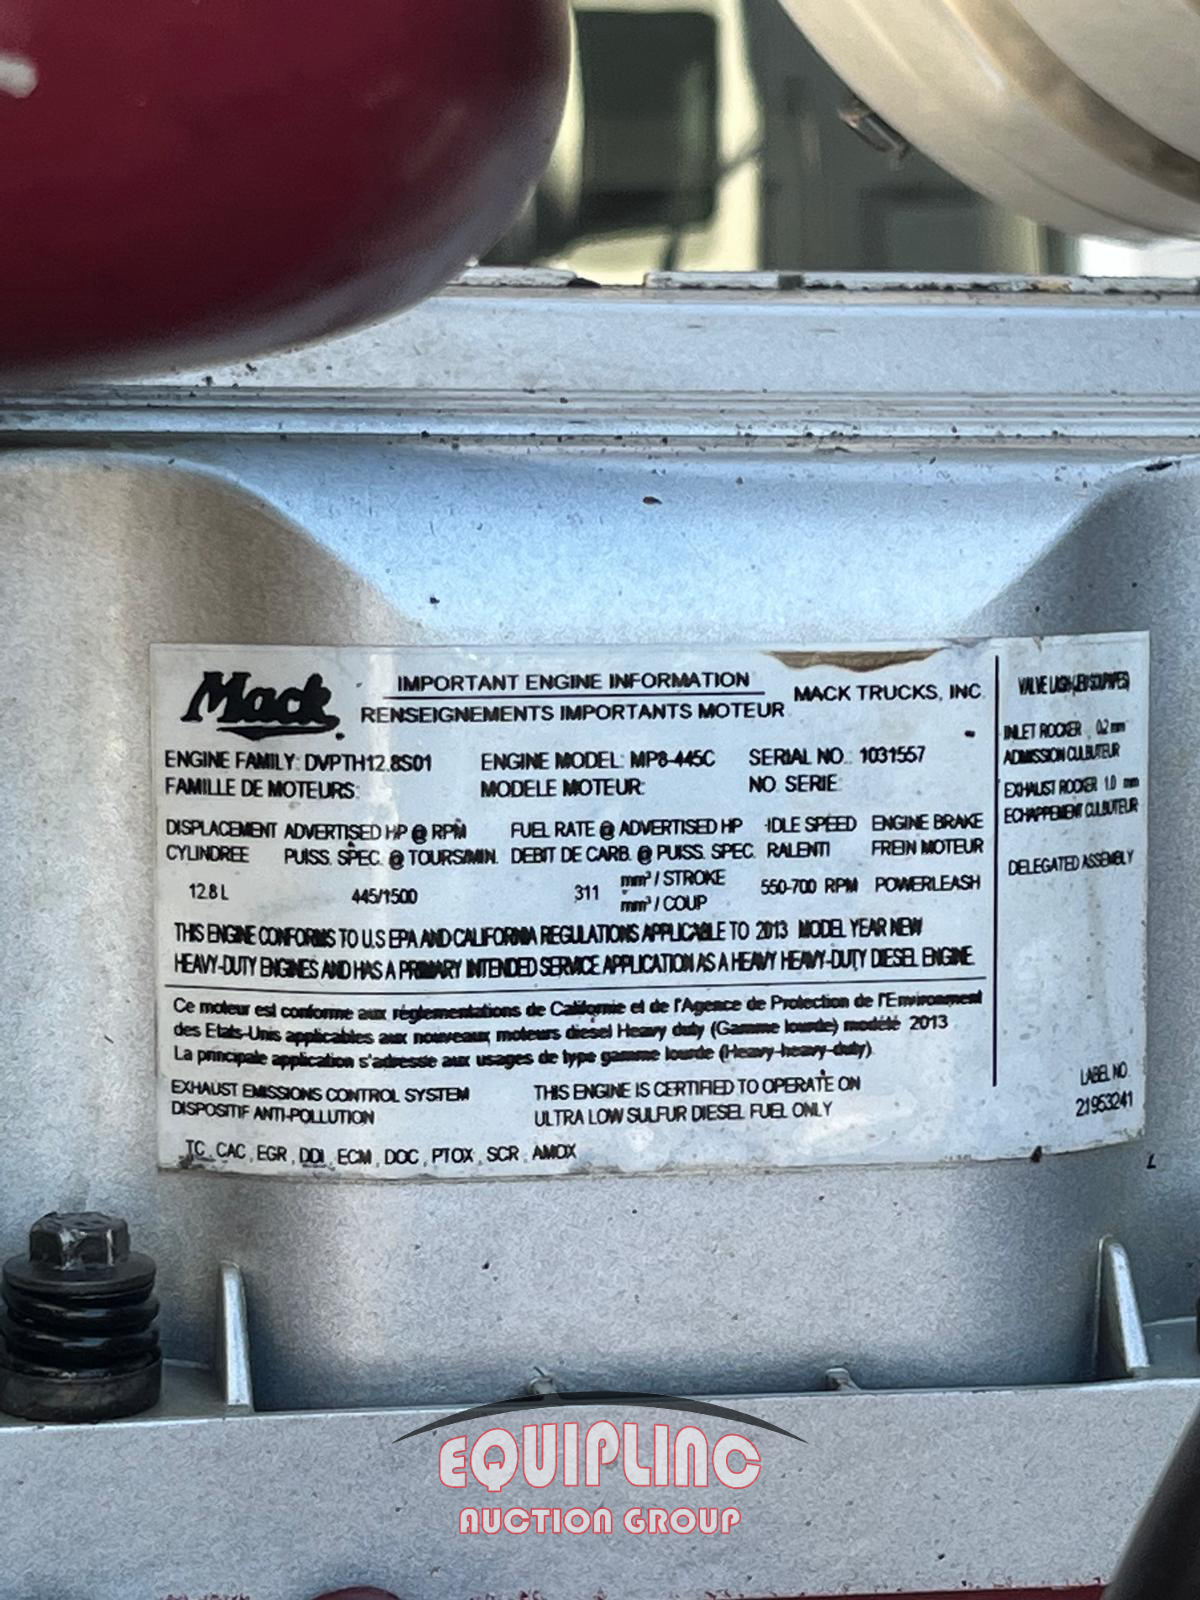 Mack
IMPORTANT ENGINE INFORMATION
RENSEIGNEMENTS IMPORTANTS MOTEUR
MACK TRUCKS, INC.
ENGINE FAMILY: DVPTH12.8S01 ENGINE MODEL: MP8-445C SERIAL NO.: 1031557
FAMILLE DE MOTEURS: MODELE MOTEUR: NO. SERIE:
DISPLACEMENT ADVERTISED HP @ RPM FUEL RATE @ ADVERTISED HP IDLE SPEED ENGINE BRAKE
CYLINDREE PUISS. SPEC. @ TOURS/MIN. DEBIT DE CARB. @ PUISS. SPEC. RALENTI FREIN MOTEUR
12.8 L 445/1500 311 mm³ / STROKE 550-700 RPM POWERLEASH
mm³ / COUP
THIS ENGINE CONFORMS TO U.S EPA AND CALIFORNIA REGULATIONS APPLICABLE TO 2013 MODEL YEAR NEW
HEAVY-DUTY ENGINES AND HAS A PRIMARY INTENDED SERVICE APPLICATION AS A HEAVY HEAVY-DUTY DIESEL ENGINE.
Ce moteur est conforme aux réglementations de Californie et de l'Agence de Protection de l'Environment
des Etats-Unis applicables aux nouveaux moteurs diesel Heavy duty (Gamme lourde) modélé 2013
La principale application s'adresse aux usages de type gamme lourde (Heavy-heavy-duty)
EXHAUST EMISSIONS CONTROL SYSTEM THIS ENGINE IS CERTIFIED TO OPERATE ON
DISPOSITIF ANTI-POLLUTION ULTRA LOW SULFUR DIESEL FUEL ONLY
TC, CAC, EGR, DDI, ECM, DOC, PTOX, SCR, AMOX
VALVE LASH
INLET ROCKER 0.2 mm
ADMISSION CULBUTEUR
EXHAUST ROCKER 1.0 mm
ECHAPPEMENT CULBUTEUR
DELEGATED ASSEMBLY
LABEL NO.
21953241
EQUIPLINC
AUCTION GROUP